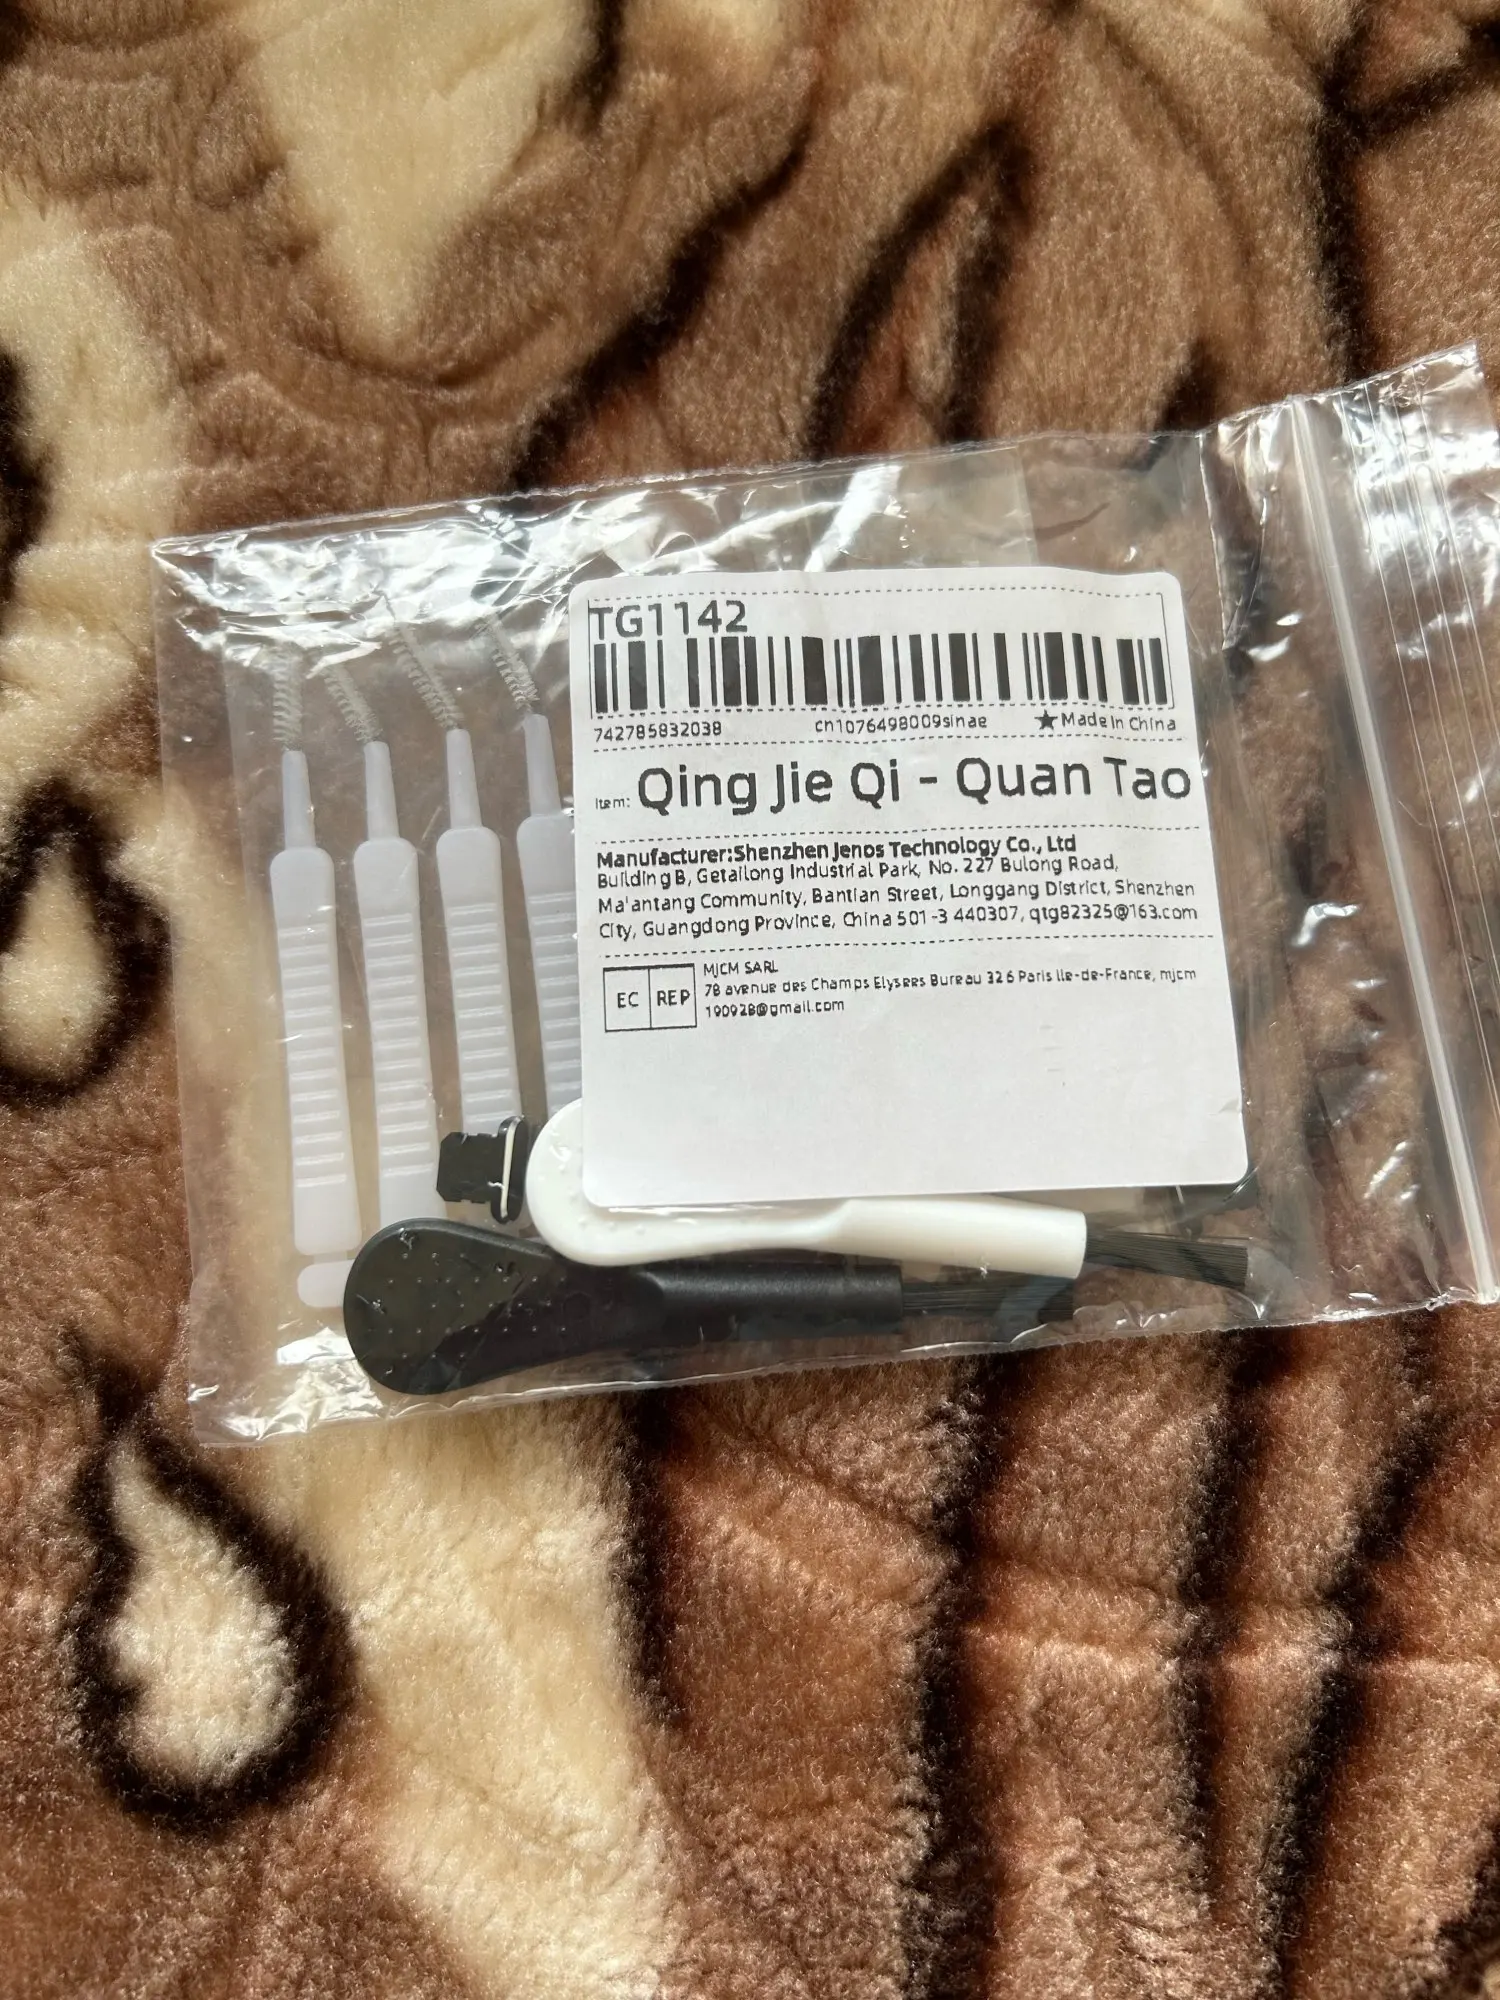 TG1142
742785832038 cn1076498009sinae ★Made In China
Item: Qing Jie Qi - Quan Tao
Manufacturer:Shenzhen Jenos Technology Co., Ltd
Building B, Getailong Industrial Park, No. 227 Bulong Road,
Ma'antang Community, Bantian Street, Longgang District, Shenzhen
City, Guangdong Province, China 501-3 440307, qtg82325@163.com
EC REP
MJCM SARL
78 avenue des Champs Elysees Bureau 326 Paris Ile-de-France, mjcm
190928@gmail.com